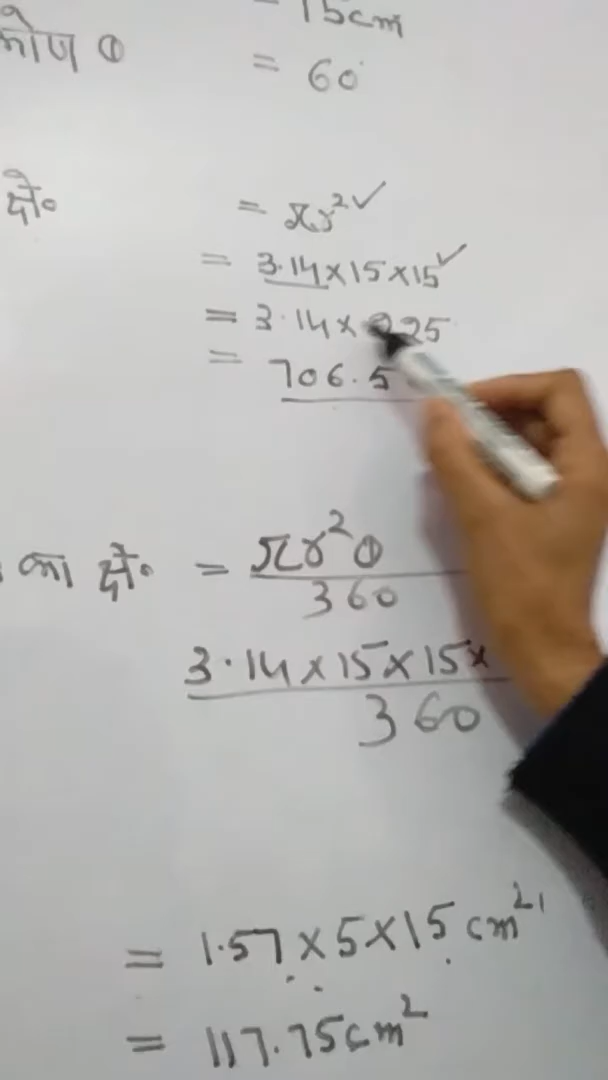 = 15cm
कोण θ = 60°
क्षे० = πr²✓
= 3.14×15×15✓
= 3.14×225
= 706.5
का क्षे० = πr²θ
360
3.14×15×15×
360
= 1.57×5×15 cm²
= 117.75cm²